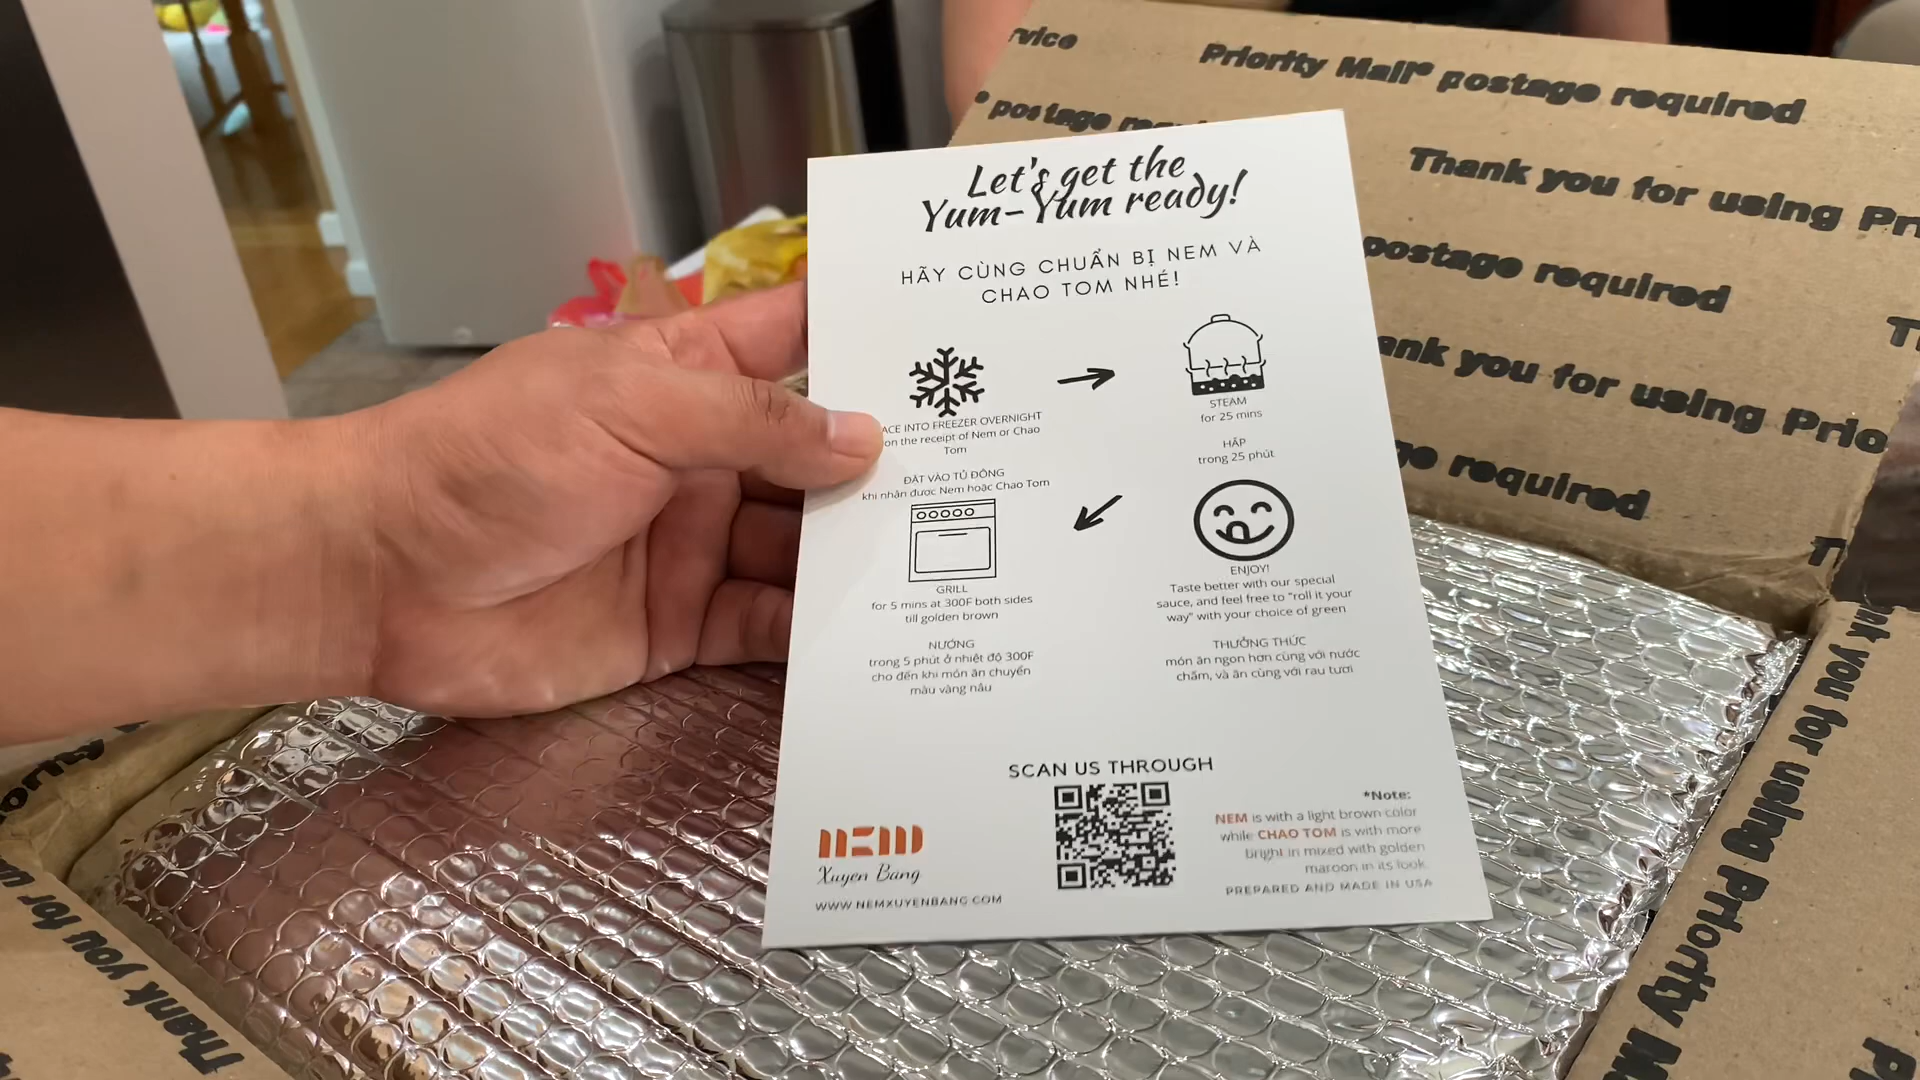 rvice
Priority Mail® postage required
postage
Thank you for using Pr
postage required
ank you for using Prio
ge required
Let's get the
Yum-Yum ready!
HÃY CÙNG CHUẨN BỊ NEM VÀ
CHAO TOM NHÉ!
ACE INTO FREEZER OVERNIGHT
on the receipt of Nem or Chao
Tom
ĐẶT VÀO TỦ ĐÔNG
khi nhận được Nem hoặc Chao Tom
STEAM
for 25 mins
HẤP
trong 25 phút
GRILL
for 5 mins at 300F both sides
till golden brown
NƯỚNG
trong 5 phút ở nhiệt độ 300F
cho đến khi món ăn chuyển
màu vàng nâu
ENJOY!
Taste better with our special
sauce, and feel free to "roll it your
way" with your choice of green
THƯỞNG THỨC
món ăn ngon hơn cùng với nước
chấm, và ăn cùng với rau tươi
SCAN US THROUGH
NEM
Xuyen Bang
WWW.NEMXUYENBANG.COM
*Note:
NEM is with a light brown color
while CHAO TOM is with more
bright in mixed with golden
maroon in its look
PREPARED AND MADE IN USA
Thank you for u
ank you for using Priority M